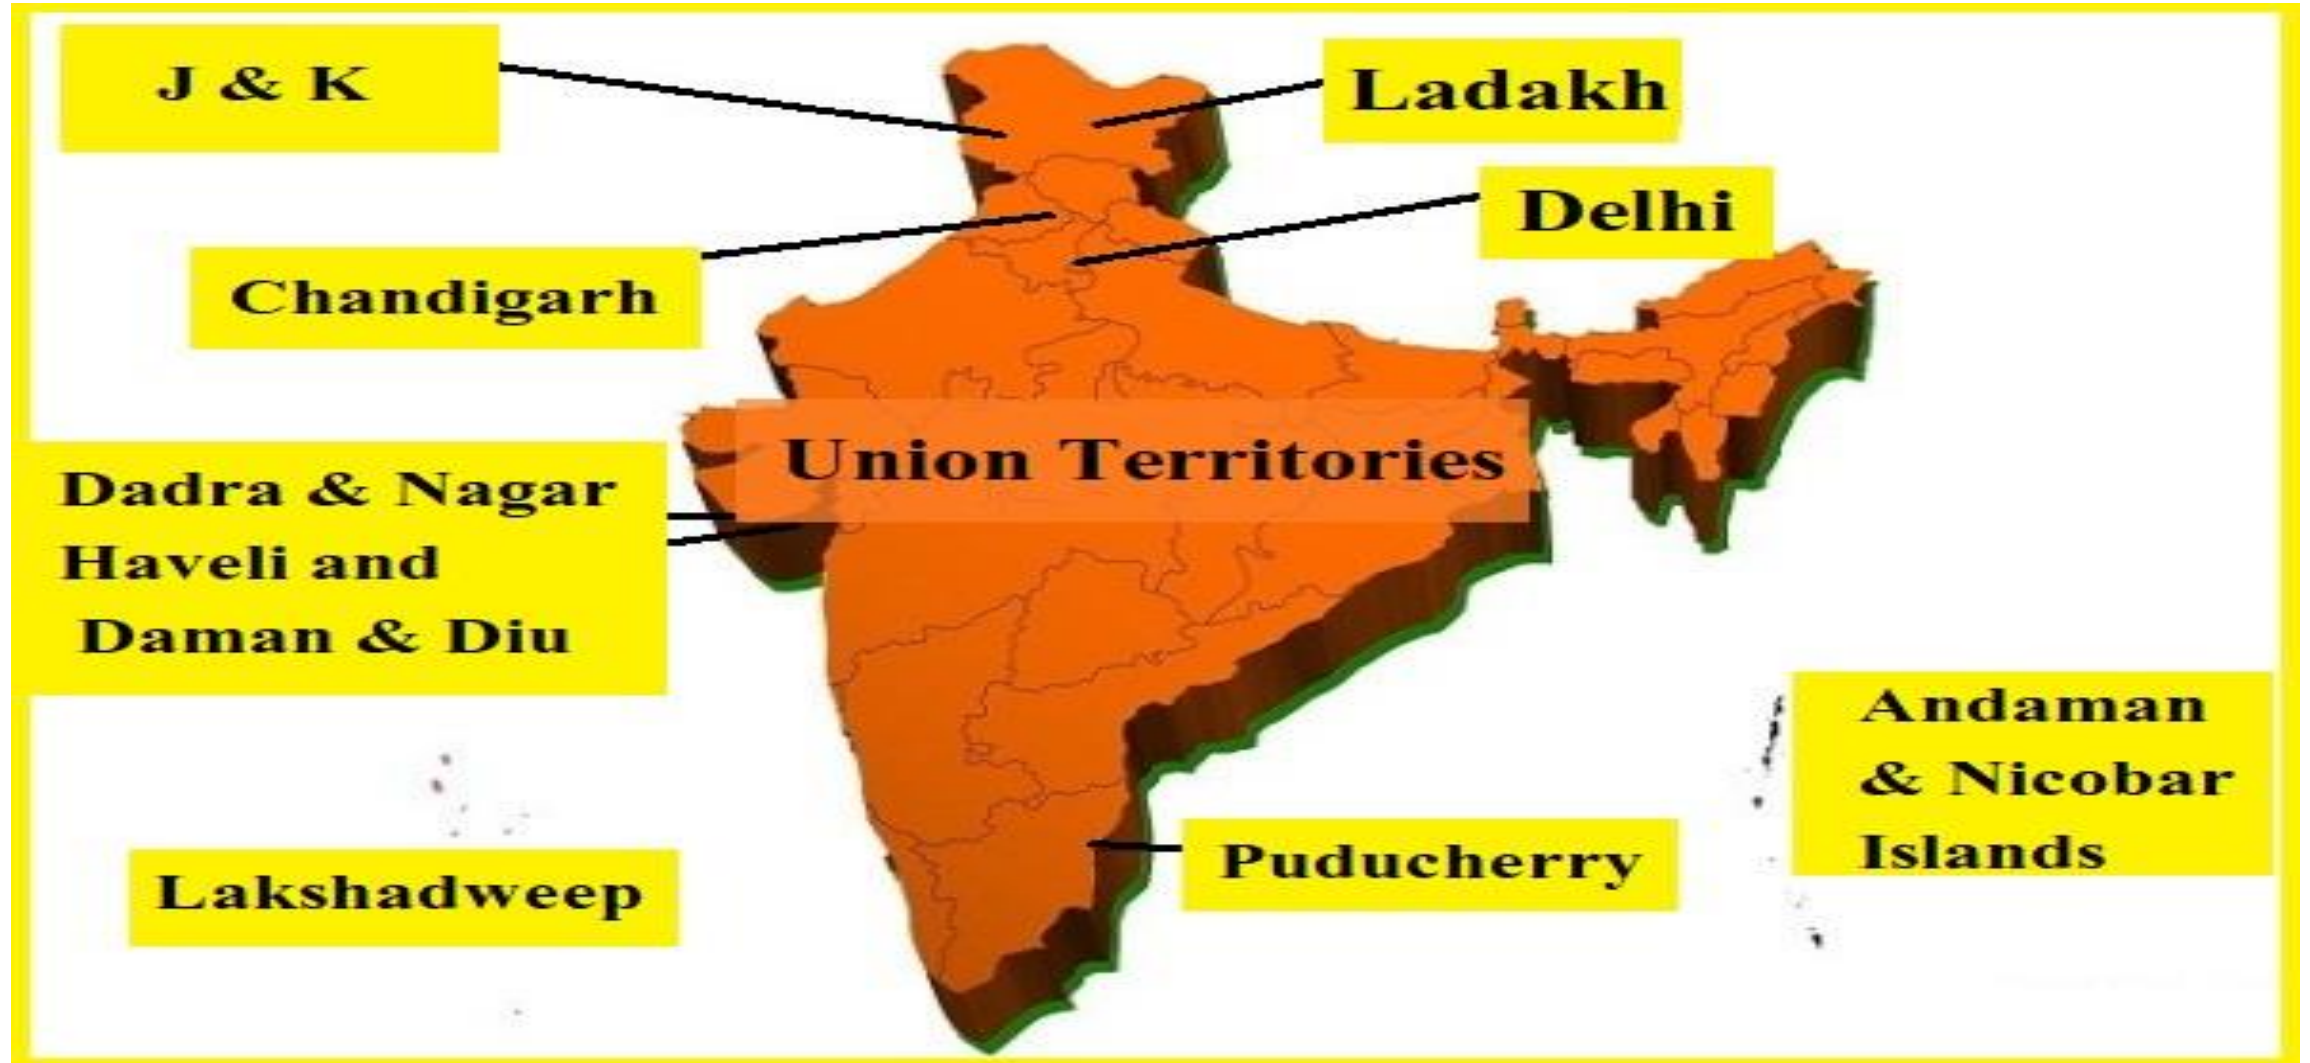 J & K
Ladakh
Delhi
Chandigarh
Union Territories
Dadra & Nagar
Haveli and
Daman & Diu
Andaman
& Nicobar
Islands
Puducherry
Lakshadweep